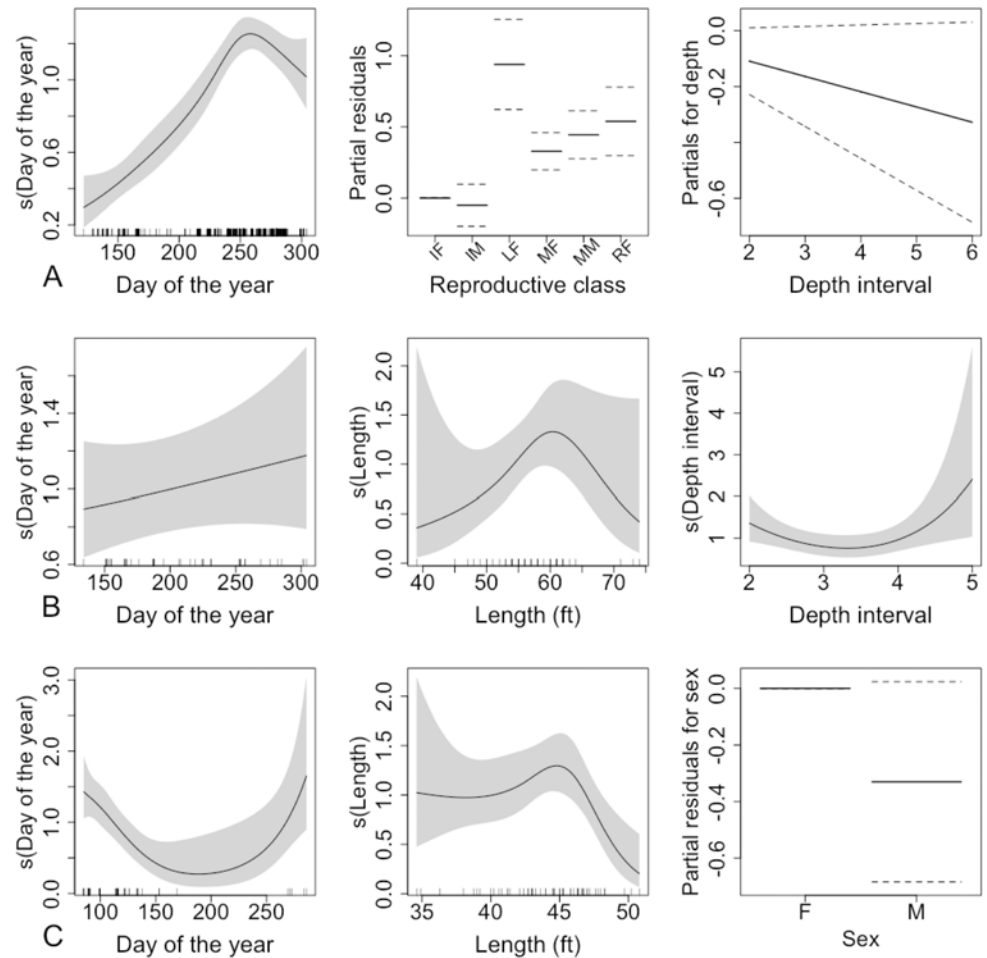 s(Day of the year)
0.2 0.6 1.0
150 200 250 300
Day of the year
A
Partial residuals
0.0 0.5 1.0
IF IM LF MF MM RF
Reproductive class
Partials for depth
-0.6 -0.2 0.0
2 3 4 5 6
Depth interval
s(Day of the year)
0.6 1.0 1.4
150 200 250 300
Day of the year
B
s(Length)
0.0 0.5 1.0 1.5 2.0
40 50 60 70
Length (ft)
s(Depth interval)
1 2 3 4 5
2 3 4 5
Depth interval
s(Day of the year)
0.0 1.0 2.0 3.0
100 150 200 250
Day of the year
C
s(Length)
0.0 0.5 1.0 1.5 2.0
35 40 45 50
Length (ft)
Partial residuals for sex
-0.6 -0.4 -0.2 0.0
F M
Sex